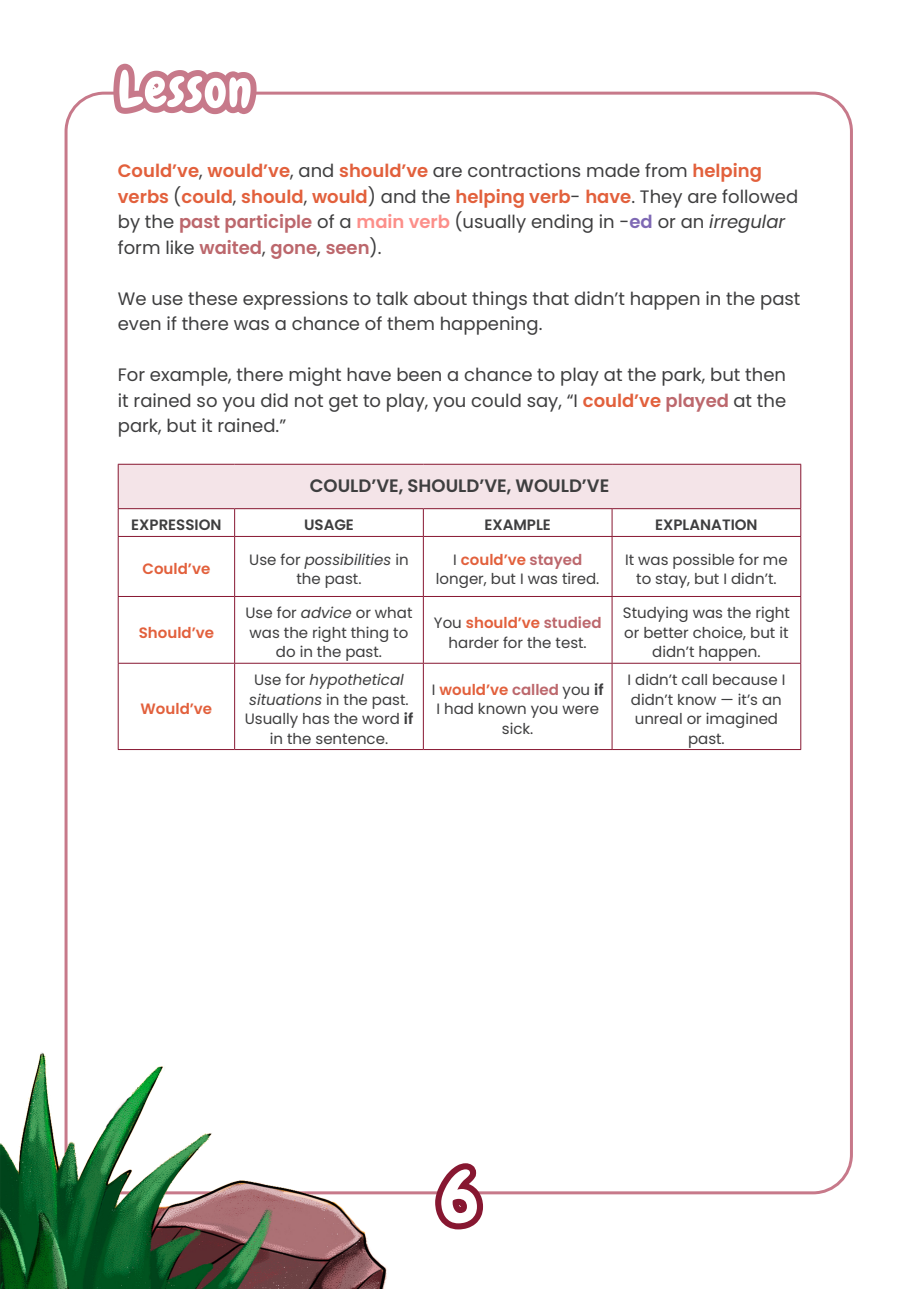 Lesson
Could’ve, would’ve, and should’ve are contractions made from helping
verbs (could, should, would) and the helping verb- have. They are followed
by the past participle of a main verb (usually ending in -ed or an irregular
form like waited, gone, seen).
We use these expressions to talk about things that didn’t happen in the past
even if there was a chance of them happening.
For example, there might have been a chance to play at the park, but then
it rained so you did not get to play, you could say, “I could’ve played at the
park, but it rained.”
COULD’VE, SHOULD’VE, WOULD’VE
EXPRESSION USAGE EXAMPLE EXPLANATION
Could’ve
Use for possibilities in
the past.
I could’ve stayed
longer, but I was tired.
It was possible for me
to stay, but I didn’t.
Should’ve
Use for advice or what
was the right thing to
do in the past.
You should’ve studied
harder for the test.
Studying was the right
or better choice, but it
didn’t happen.
Would’ve
Use for hypothetical
situations in the past.
Usually has the word if
in the sentence.
I would’ve called you if
I had known you were
sick.
I didn’t call because I
didn’t know — it’s an
unreal or imagined
past.
6